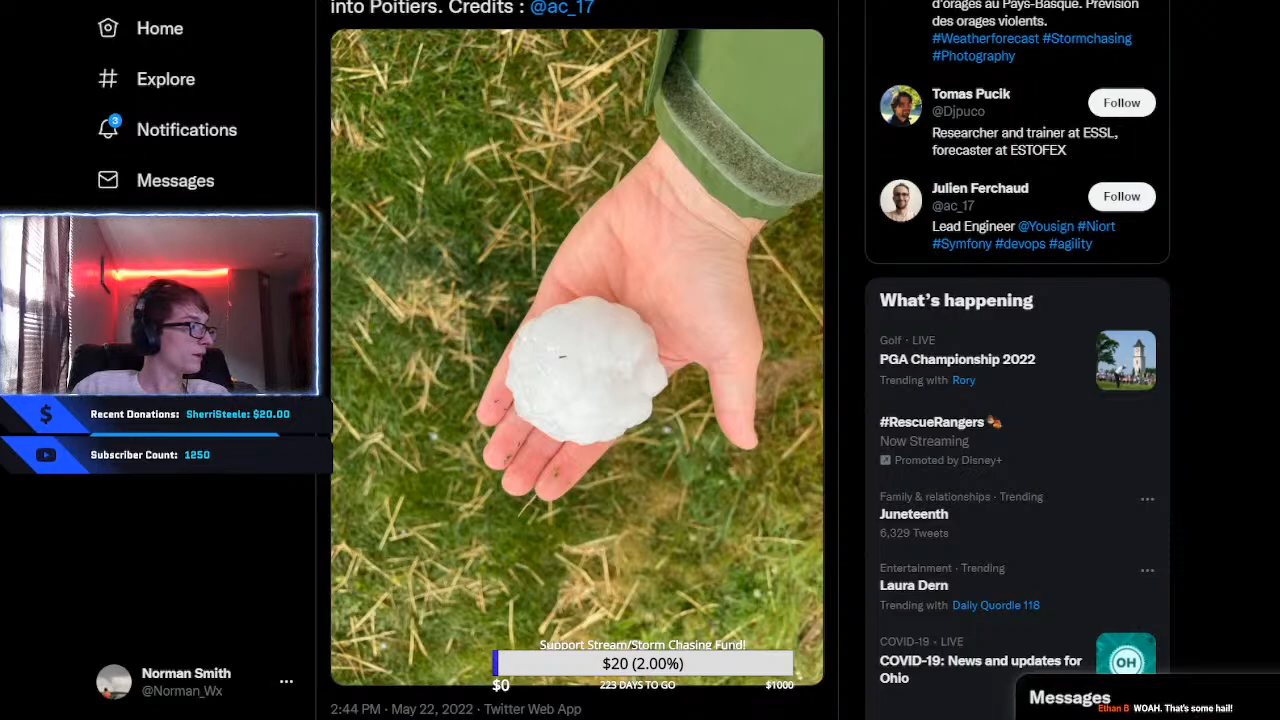 Home
Explore
3
Notifications
Messages
$
Recent Donations: SherriSteele: $20.00
Subscriber Count: 1250
Norman Smith
@Norman_Wx
into Poitiers. Credits : @ac_17
Support Stream/Storm Chasing Fund!
$20 (2.00%)
$0
223 DAYS TO GO
$1000
2:44 PM · May 22, 2022 · Twitter Web App
d'orages au Pays-Basque. Prévision
des orages violents.
#Weatherforecast #Stormchasing
#Photography
Tomas Pucik
@Djpuco
Follow
Researcher and trainer at ESSL,
forecaster at ESTOFEX
Julien Ferchaud
@ac_17
Follow
Lead Engineer @Yousign #Niort
#Symfony #devops #agility
What's happening
Golf · LIVE
PGA Championship 2022
Trending with Rory
#RescueRangers
Now Streaming
Promoted by Disney+
Family & relationships · Trending
Juneteenth
6,329 Tweets
Entertainment · Trending
Laura Dern
Trending with Daily Quordle 118
COVID-19 · LIVE
COVID-19: News and updates for
Ohio
OH
Messages
Ethan B WOAH. That's some hail!